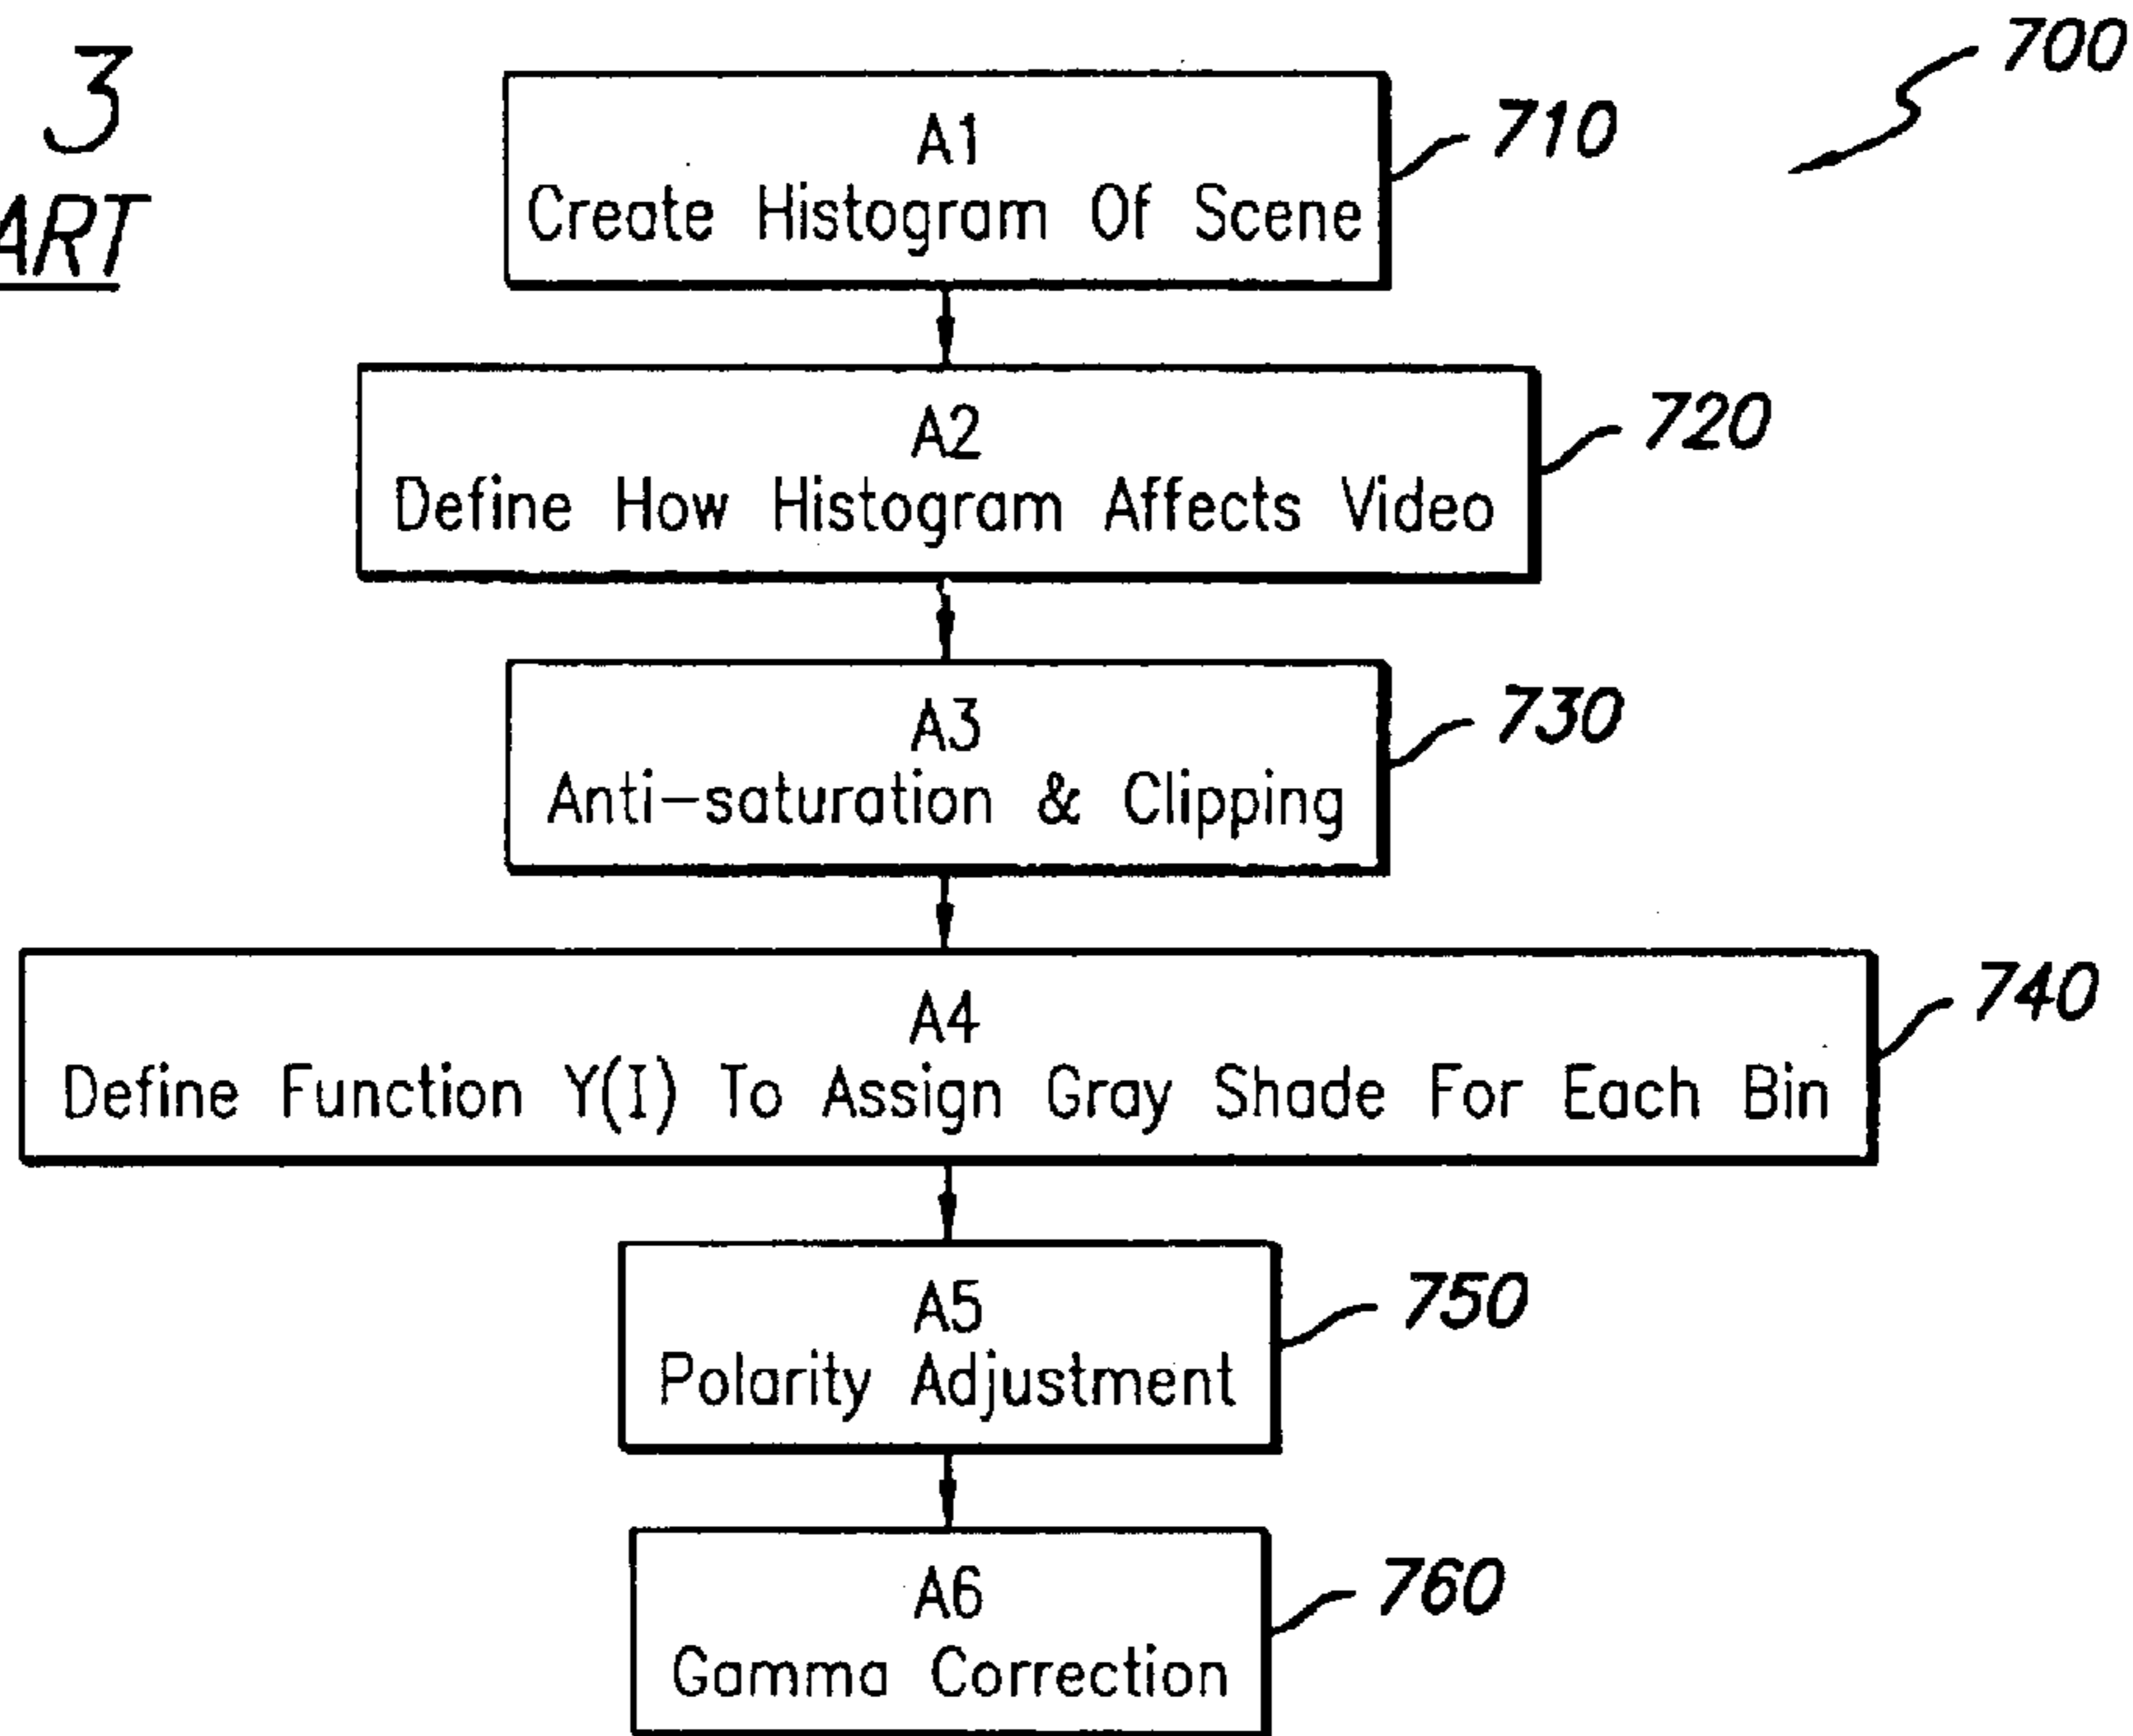 3
ART
700
A1
Create Histogram Of Scene
710
A2
Define How Histogram Affects Video
720
A3
Anti-saturation & Clipping
730
A4
Define Function Y(I) To Assign Gray Shade For Each Bin
740
A5
Polarity Adjustment
750
A6
Gamma Correction
760